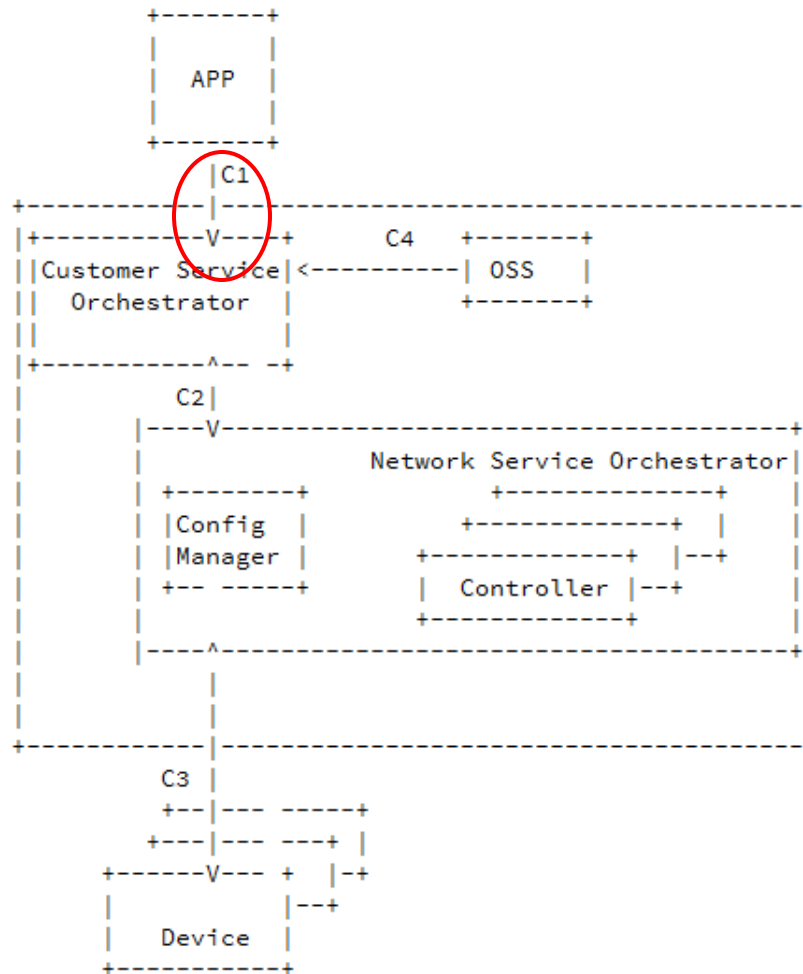 APP
C1
C4
Customer Service
OSS
Orchestrator
C2
Network Service Orchestrator
Config
Manager
Controller
C3
Device